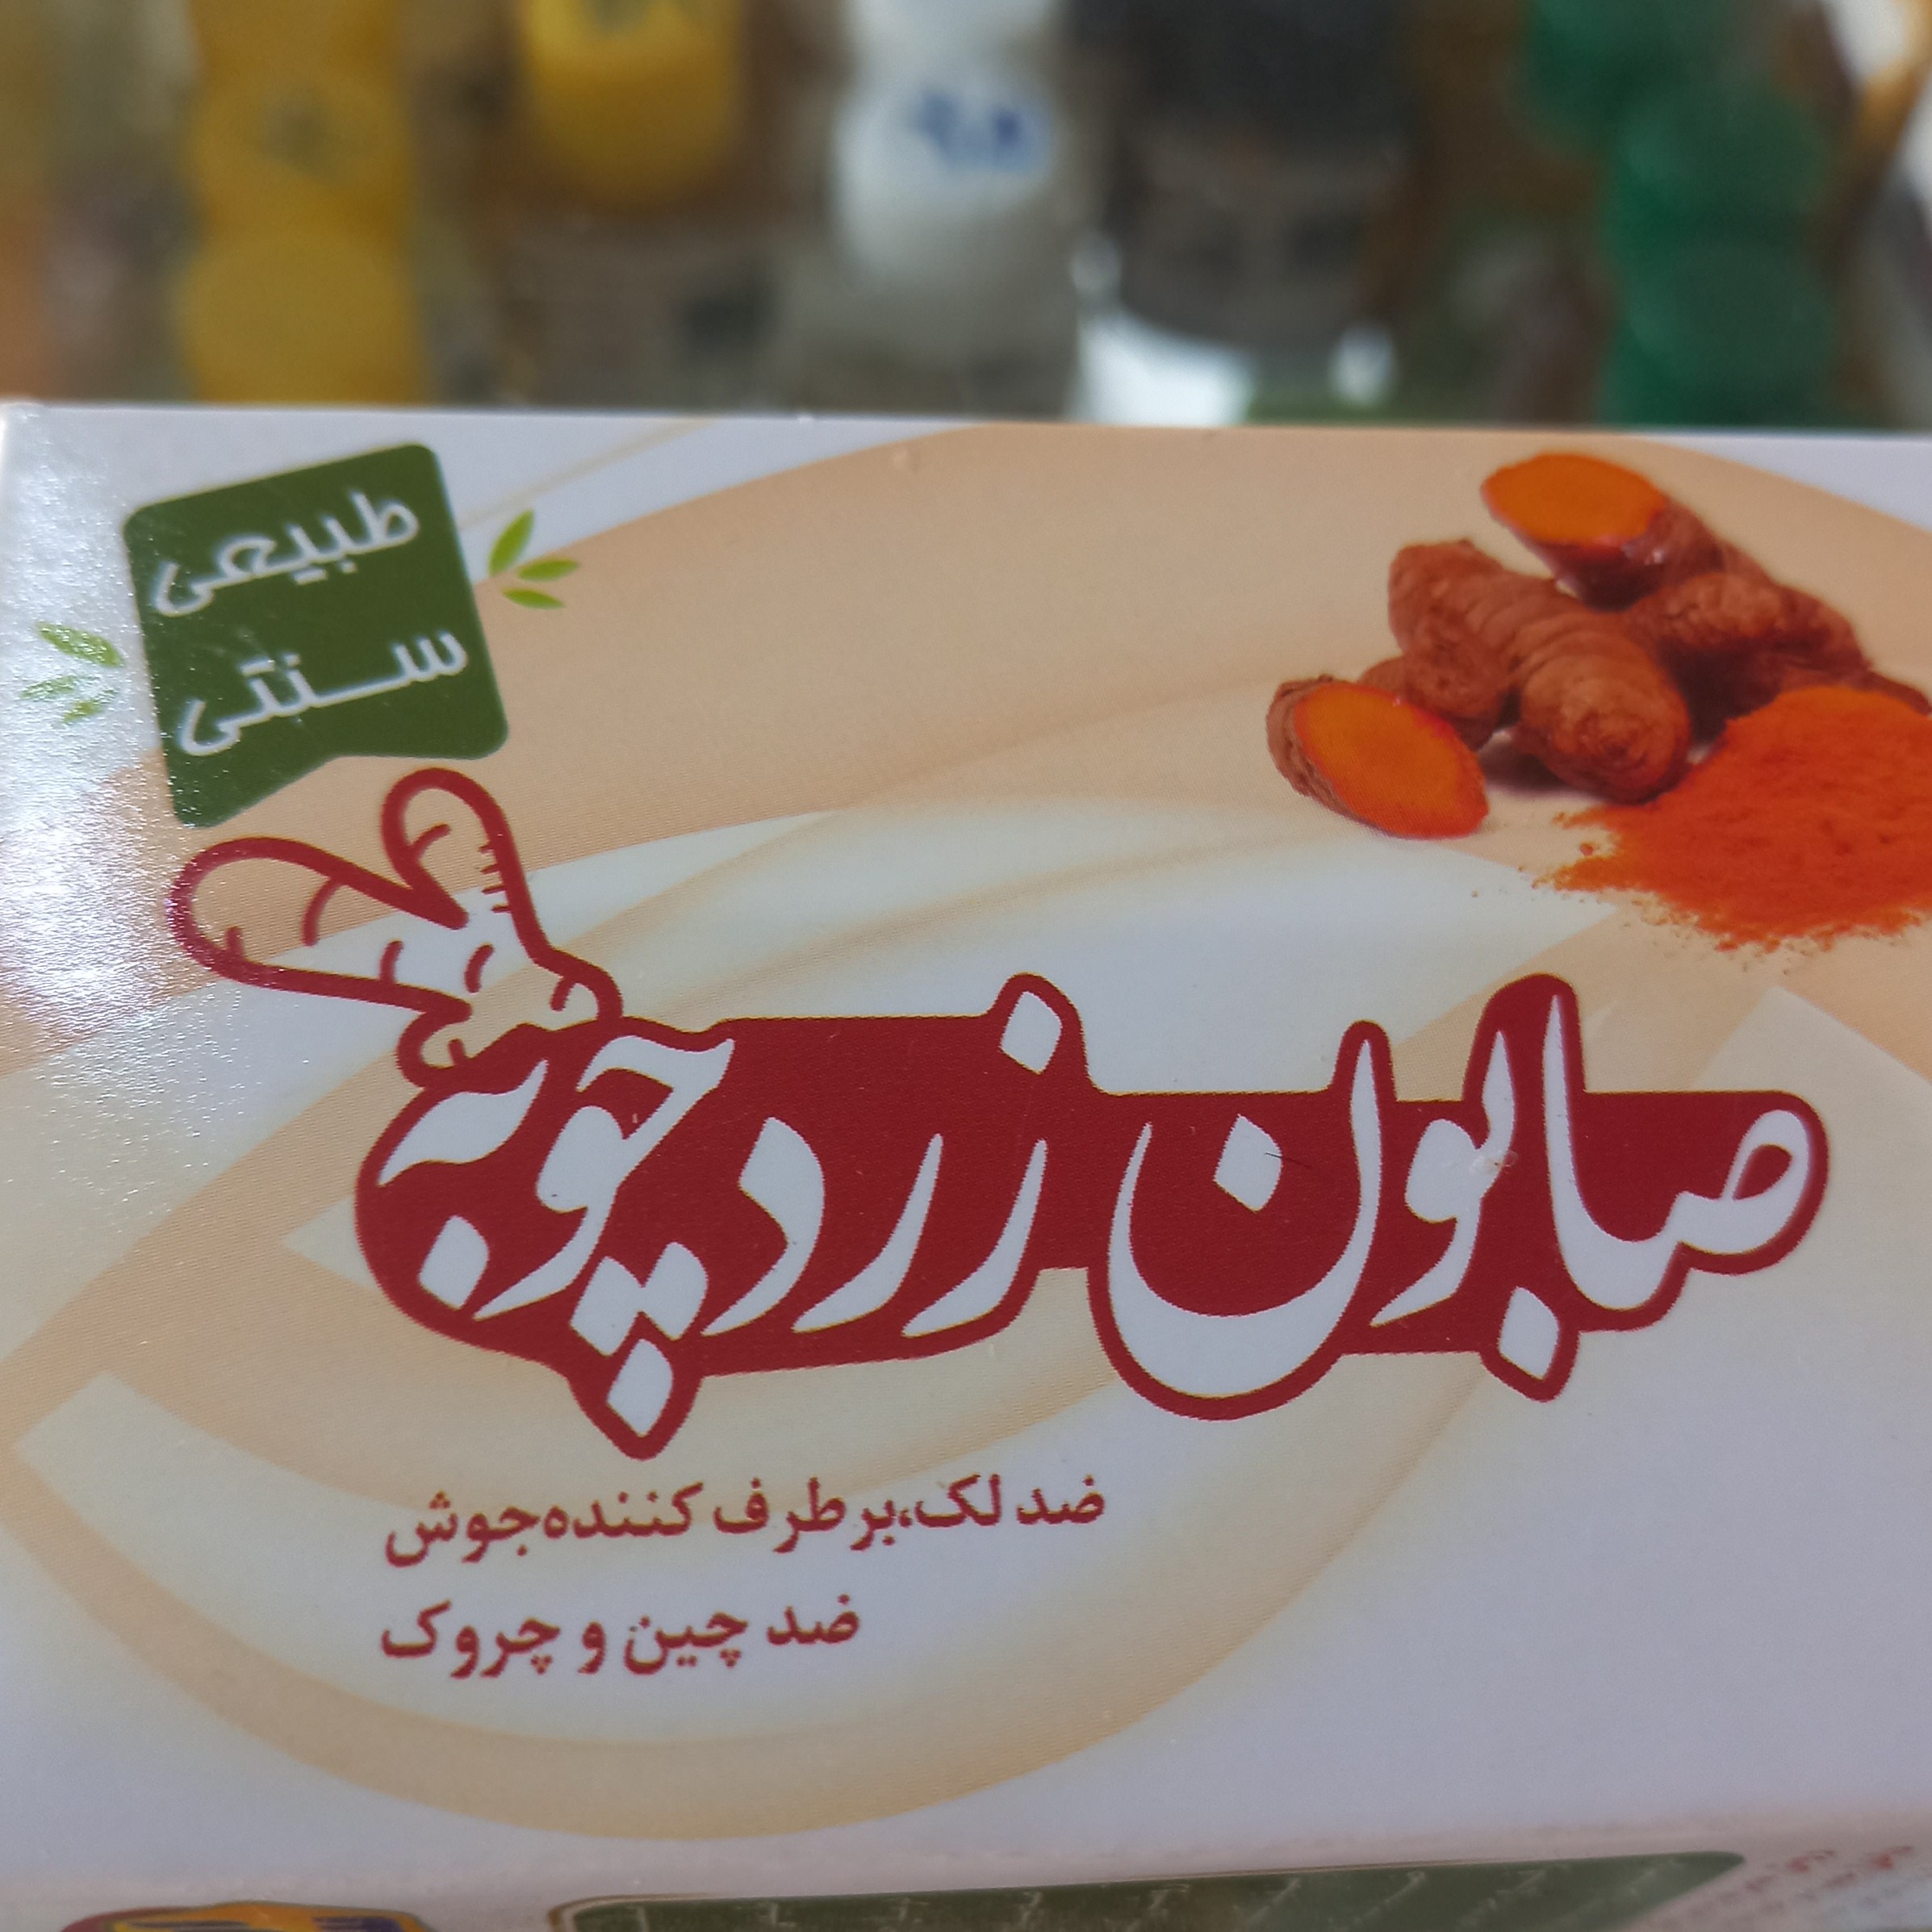 طبیعی
سنتی
صابون زردچوبه
ضد لک،برطرف کننده جوش
ضد چین و چروک